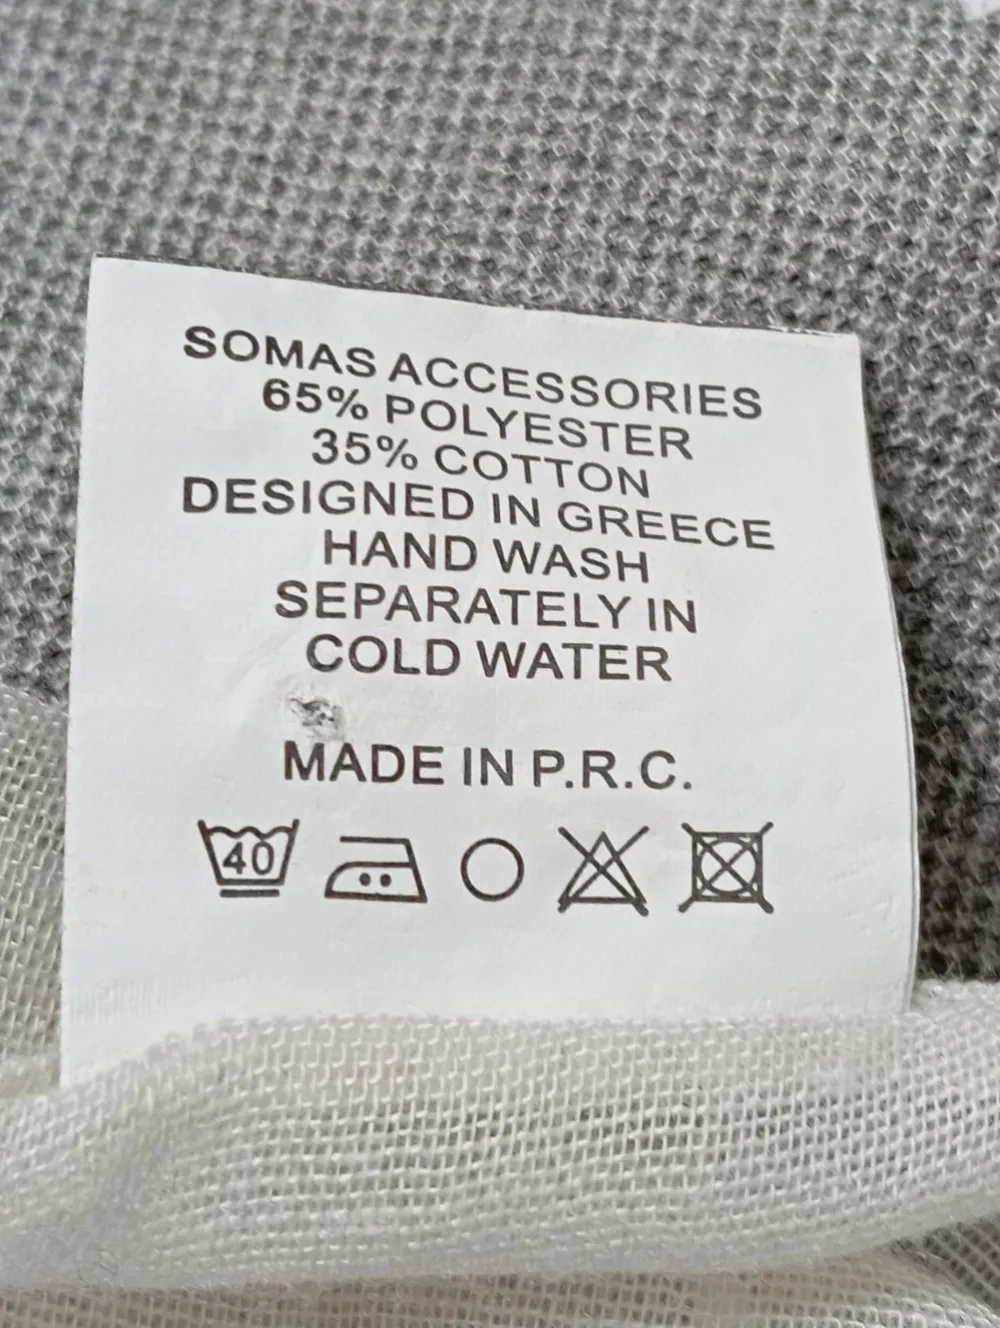 SOMAS ACCESSORIES
65% POLYESTER
35% COTTON
DESIGNED IN GREECE
HAND WASH
SEPARATELY IN
COLD WATER
MADE IN P.R.C.
40